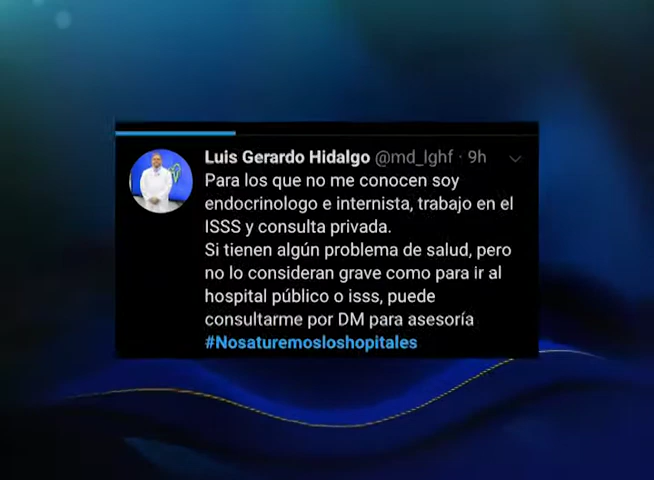 Luis Gerardo Hidalgo @md_lghf · 9h
Para los que no me conocen soy
endocrinologo e internista, trabajo en el
ISSS y consulta privada.
Si tienen algún problema de salud, pero
no lo consideran grave como para ir al
hospital público o isss, puede
consultarme por DM para asesoría
#Nosaturemosloshopitales